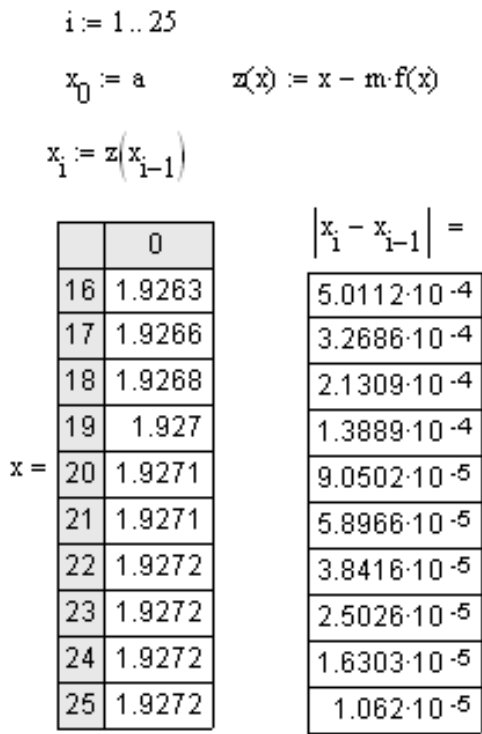 i := 1 .. 25
x₀ := a    z(x) := x − m·f(x)
xᵢ := z(xᵢ₋₁)
|xᵢ − xᵢ₋₁| =
0
16 1.9263 5.0112·10⁻⁴
17 1.9266 3.2686·10⁻⁴
18 1.9268 2.1309·10⁻⁴
19 1.927 1.3889·10⁻⁴
x = 20 1.9271 9.0502·10⁻⁵
21 1.9271 5.8966·10⁻⁵
22 1.9272 3.8416·10⁻⁵
23 1.9272 2.5026·10⁻⁵
24 1.9272 1.6303·10⁻⁵
25 1.9272 1.062·10⁻⁵